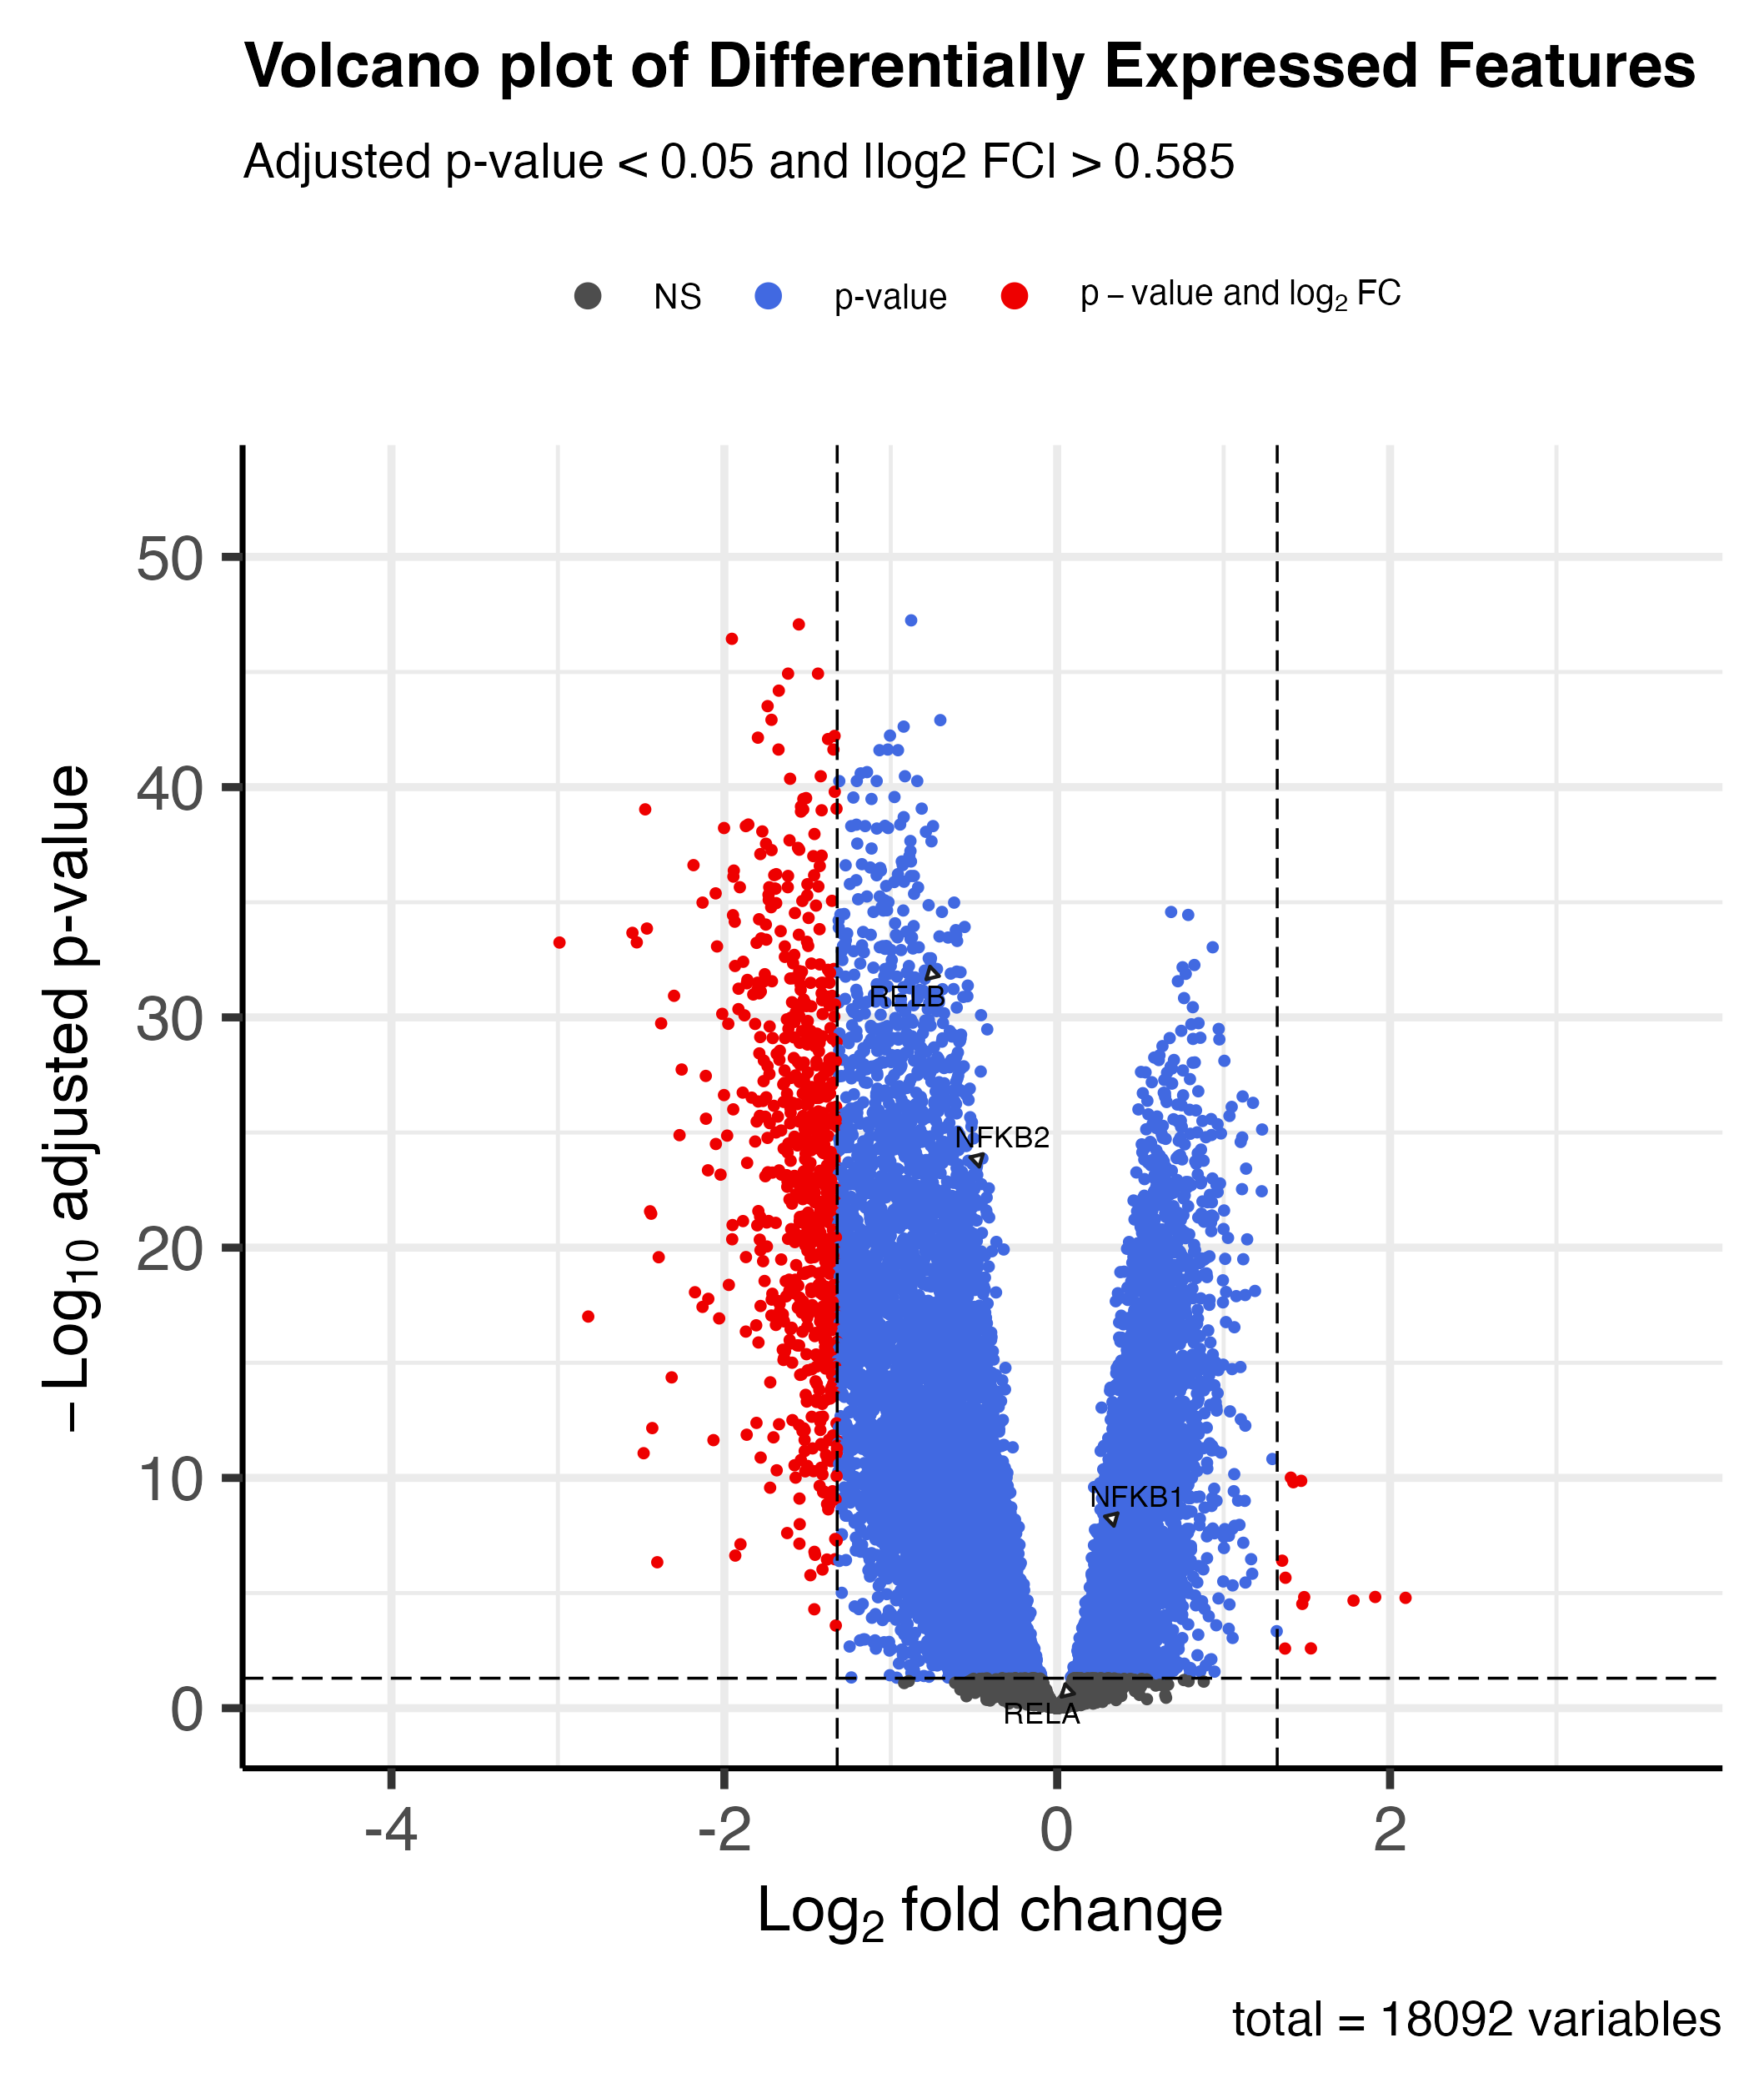 Volcano plot of Differentially Expressed Features
Adjusted p-value < 0.05 and |log2 FC| > 0.585
NS p-value p – value and log₂ FC
50
40
30
20
10
0
– Log₁₀ adjusted p-value
RELB
NFKB2
NFKB1
RELA
-4 -2 0 2
Log₂ fold change
total = 18092 variables